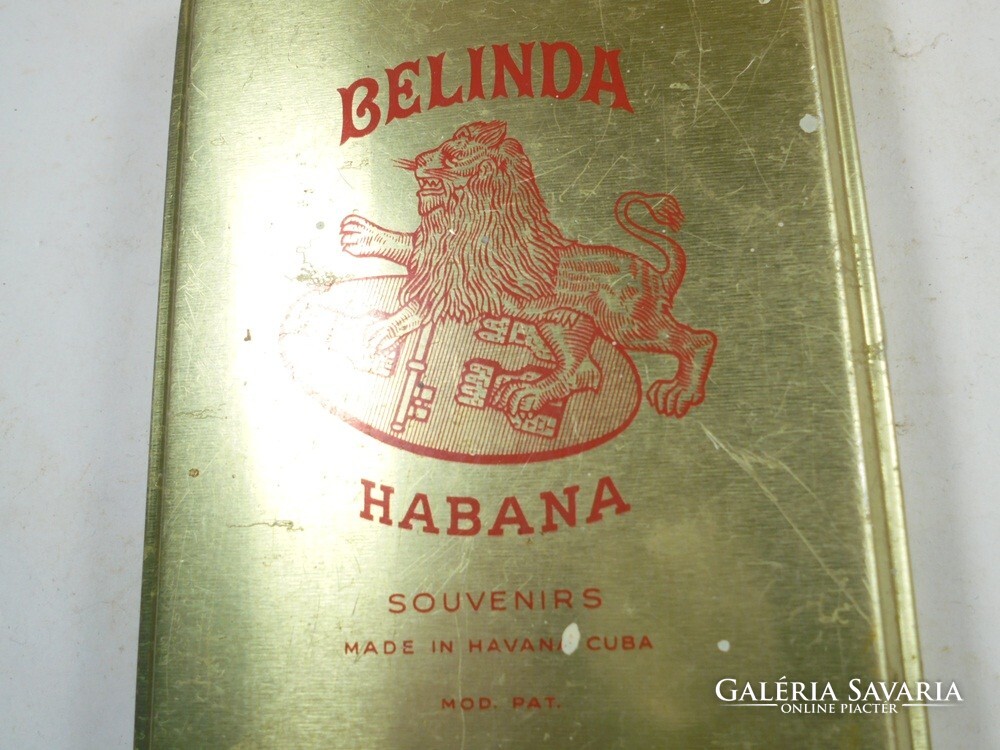 BELINDA
HABANA
SOUVENIRS
MADE IN HAVANA CUBA
MOD. PAT.
GALÉRIA SAVARIA
ONLINE PIACTÉR